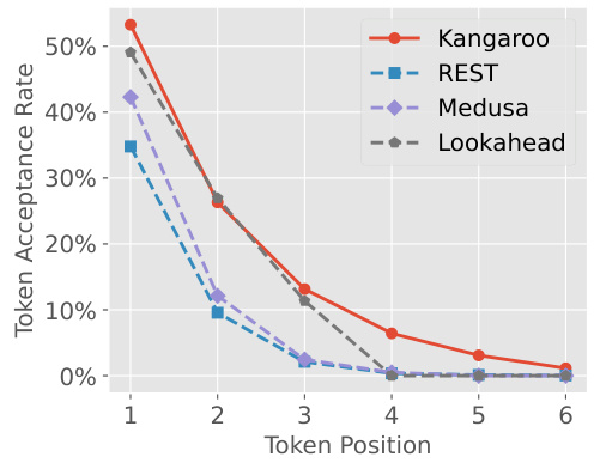 Token Acceptance Rate
50%
40%
30%
20%
10%
0%
Kangaroo
REST
Medusa
Lookahead
1 2 3 4 5 6
Token Position